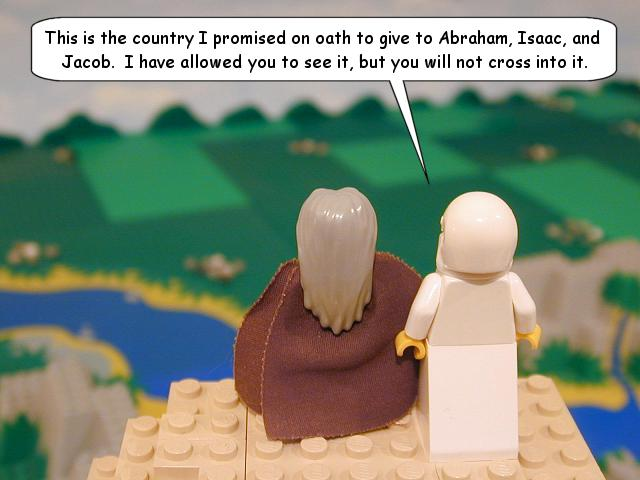 This is the country I promised on oath to give to Abraham, Isaac, and
Jacob.  I have allowed you to see it, but you will not cross into it.